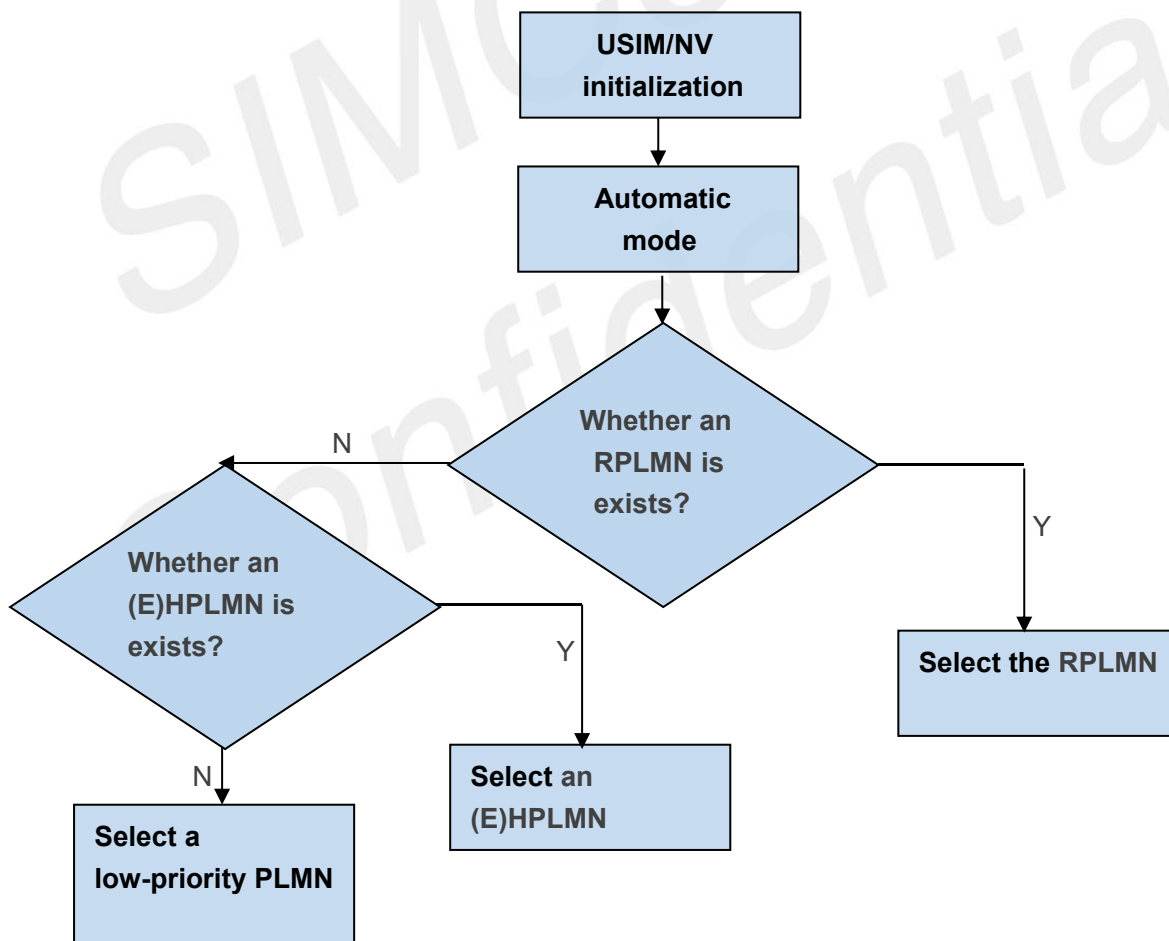 USIM/NV
initialization
Automatic
mode
Whether an
RPLMN is
exists?
N
Y
Whether an
(E)HPLMN is
exists?
Y
Select the RPLMN
N
Select an
(E)HPLMN
Select a
low-priority PLMN